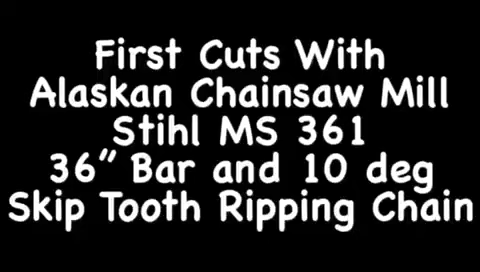 First Cuts With
Alaskan Chainsaw Mill
Stihl MS 361
36" Bar and 10 deg
Skip Tooth Ripping Chain